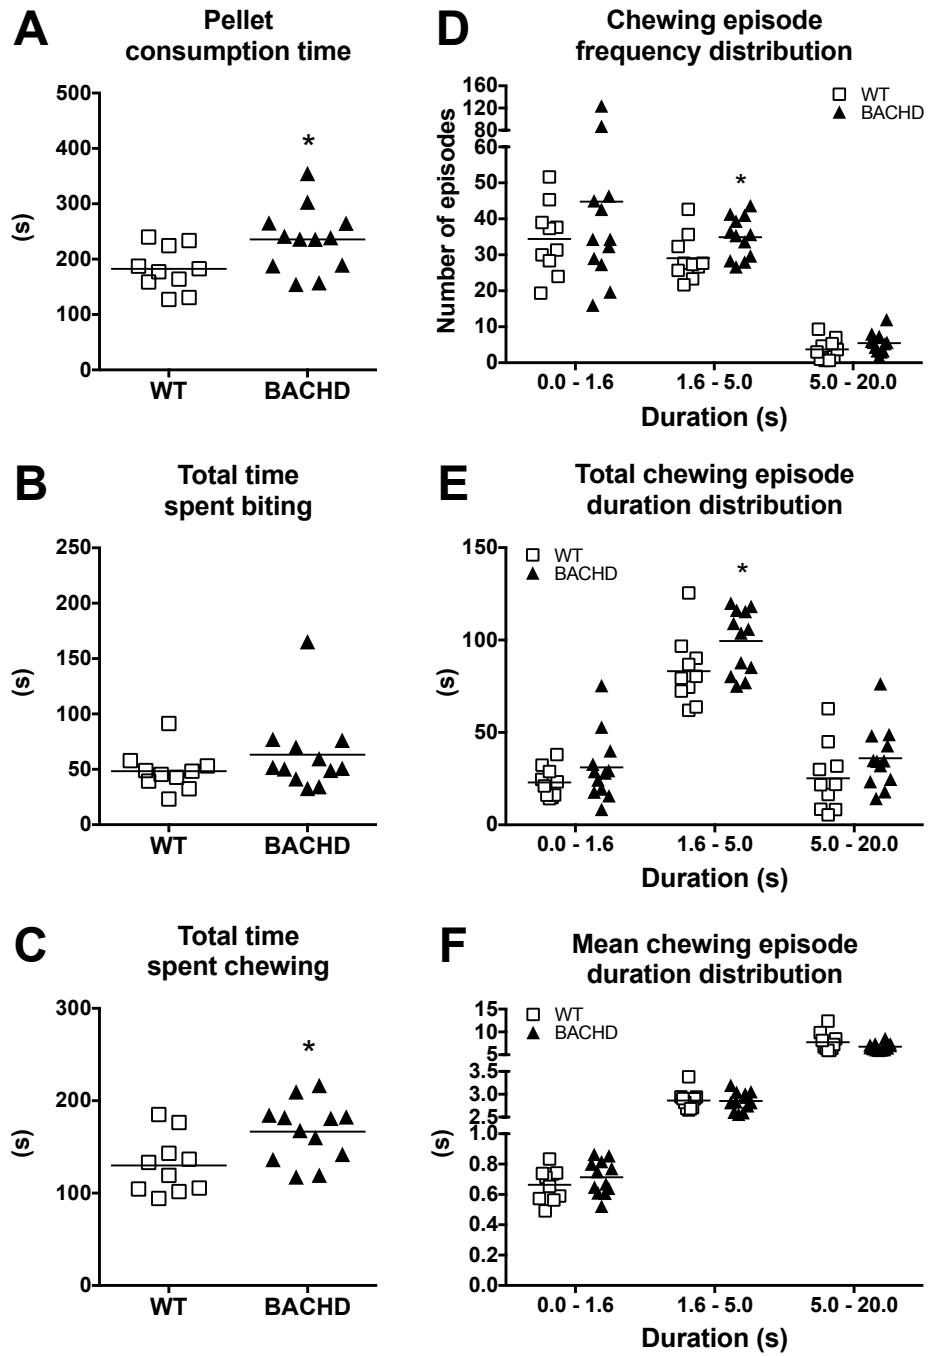 A
Pellet
consumption time
500
400
300
200
100
0
(s)
*
WT
BACHD
B
Total time
spent biting
250
200
150
100
50
0
(s)
WT
BACHD
C
Total time
spent chewing
300
200
100
0
(s)
*
WT
BACHD
D
Chewing episode
frequency distribution
160
120
80
60
50
40
30
20
10
0
Number of episodes
WT
BACHD
*
0.0 - 1.6
1.6 - 5.0
5.0 - 20.0
Duration (s)
E
Total chewing episode
duration distribution
150
100
50
0
(s)
WT
BACHD
*
0.0 - 1.6
1.6 - 5.0
5.0 - 20.0
Duration (s)
F
Mean chewing episode
duration distribution
15
10
5
3.5
3.0
2.5
1.0
0.8
0.6
0.4
0.2
0.0
(s)
WT
BACHD
0.0 - 1.6
1.6 - 5.0
5.0 - 20.0
Duration (s)